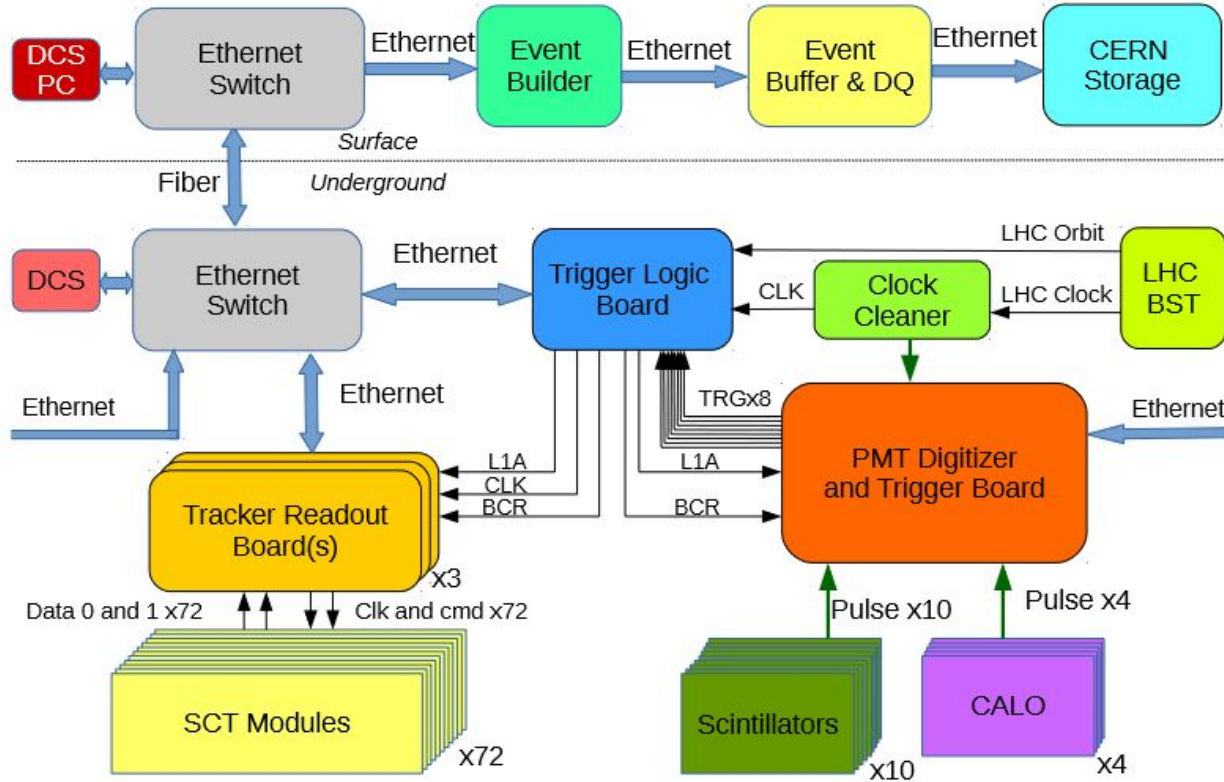 DCS
PC
Ethernet
Switch
Ethernet
Event
Builder
Ethernet
Event
Buffer & DQ
Ethernet
CERN
Storage
Surface
Fiber
Underground
DCS
Ethernet
Switch
Ethernet
Trigger Logic
Board
LHC Orbit
CLK
Clock
Cleaner
LHC Clock
LHC
BST
Ethernet
Ethernet
TRGx8
Ethernet
L1A
CLK
BCR
L1A
BCR
PMT Digitizer
and Trigger Board
Tracker Readout
Board(s)
x3
Data 0 and 1 x72
Clk and cmd x72
Pulse x10
Pulse x4
SCT Modules
x72
Scintillators
x10
CALO
x4